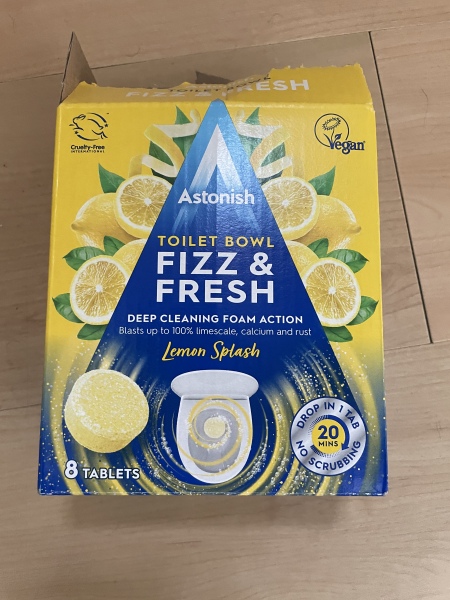 FIZZ & FRESH
Cruelty-Free
INTERNATIONAL
Vegan
Astonish
TOILET BOWL
FIZZ &
FRESH
DEEP CLEANING FOAM ACTION
Blasts up to 100% limescale, calcium and rust
Lemon Splash
DROP IN 1 TAB
20
MINS
NO SCRUBBING
8 TABLETS